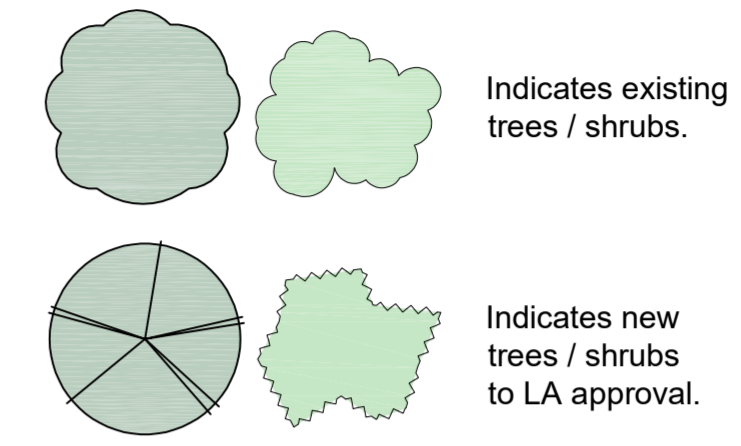 Indicates existing
trees / shrubs.
Indicates new
trees / shrubs
to LA approval.